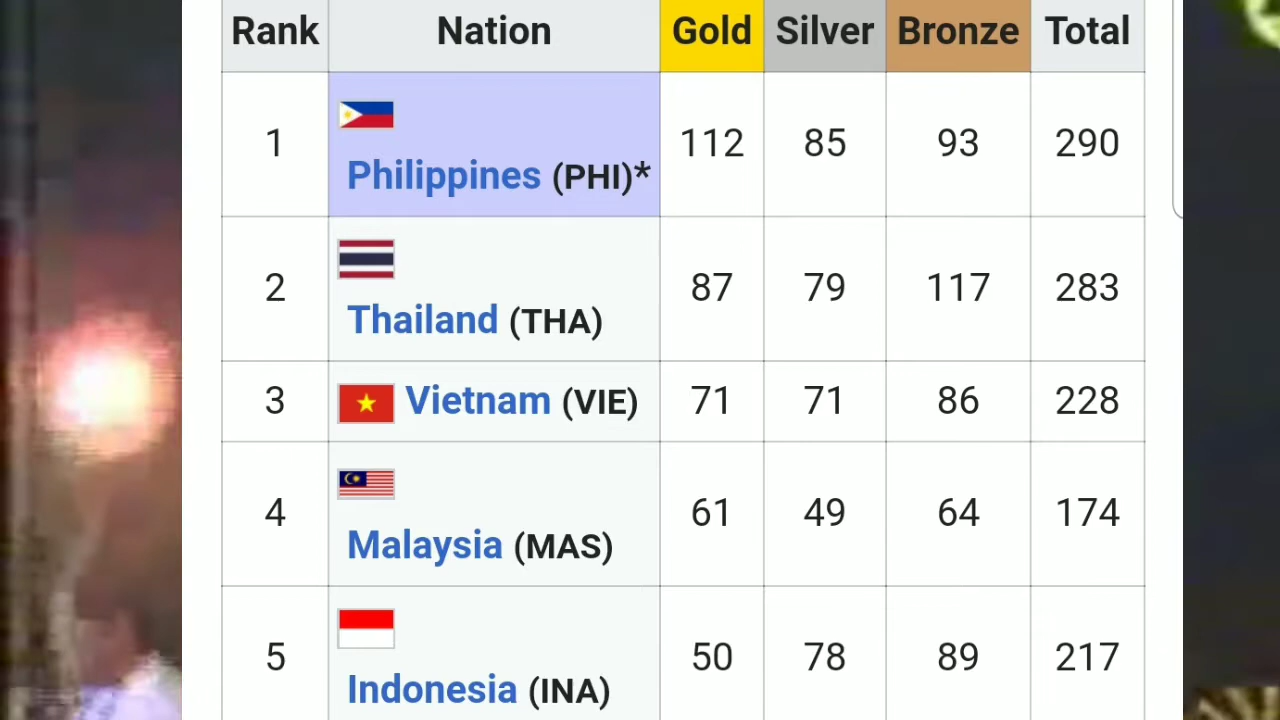 Rank Nation Gold Silver Bronze Total
1 Philippines (PHI)* 112 85 93 290
2 Thailand (THA) 87 79 117 283
3 Vietnam (VIE) 71 71 86 228
4 Malaysia (MAS) 61 49 64 174
5 Indonesia (INA) 50 78 89 217